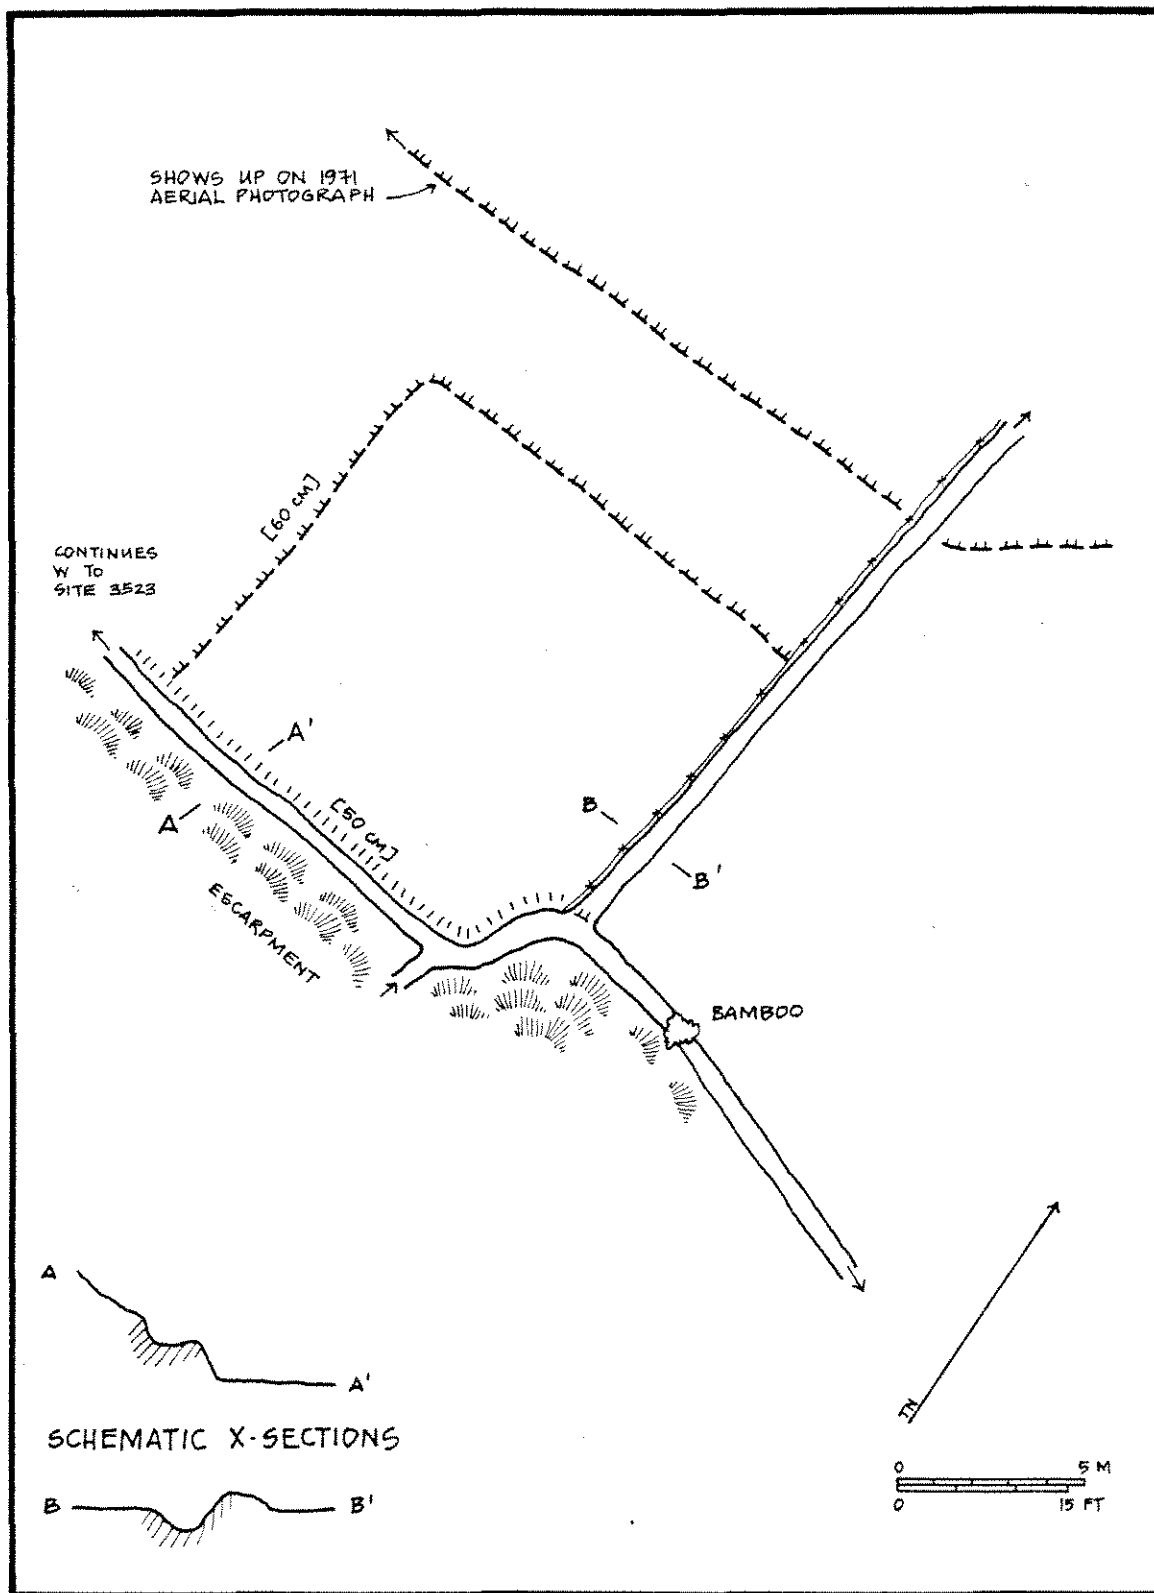 SHOWS UP ON 1971
AERIAL PHOTOGRAPH
[60 CM]
CONTINUES
W TO
SITE 3523
A'
A
[50 CM]
B
B'
ESCARPMENT
BAMBOO
A
A'
SCHEMATIC X-SECTIONS
B
B'
TN
0 5 M
0 15 FT